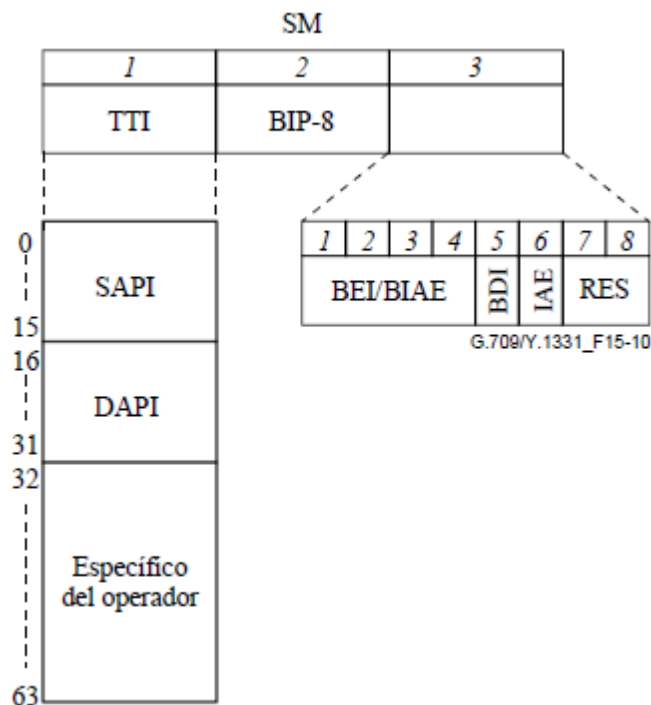 SM
1 2 3
TTI BIP-8
0
SAPI
15
16
DAPI
31
32
Específico
del operador
63
1 2 3 4 5 6 7 8
BEI/BIAE BDI IAE RES
G.709/Y.1331_F15-10